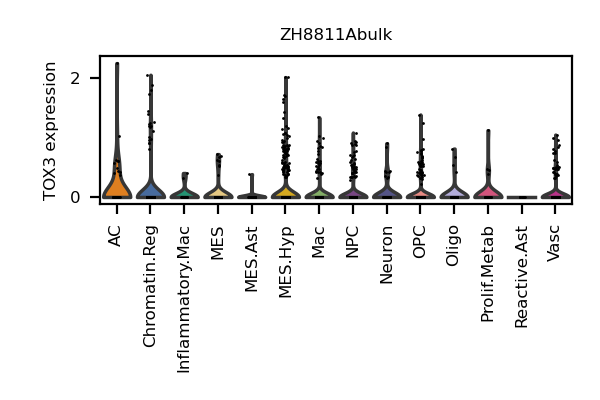 ZH8811Abulk
TOX3 expression
2
0
AC
Chromatin.Reg
Inflammatory.Mac
MES
MES.Ast
MES.Hyp
Mac
NPC
Neuron
OPC
Oligo
Prolif.Metab
Reactive.Ast
Vasc